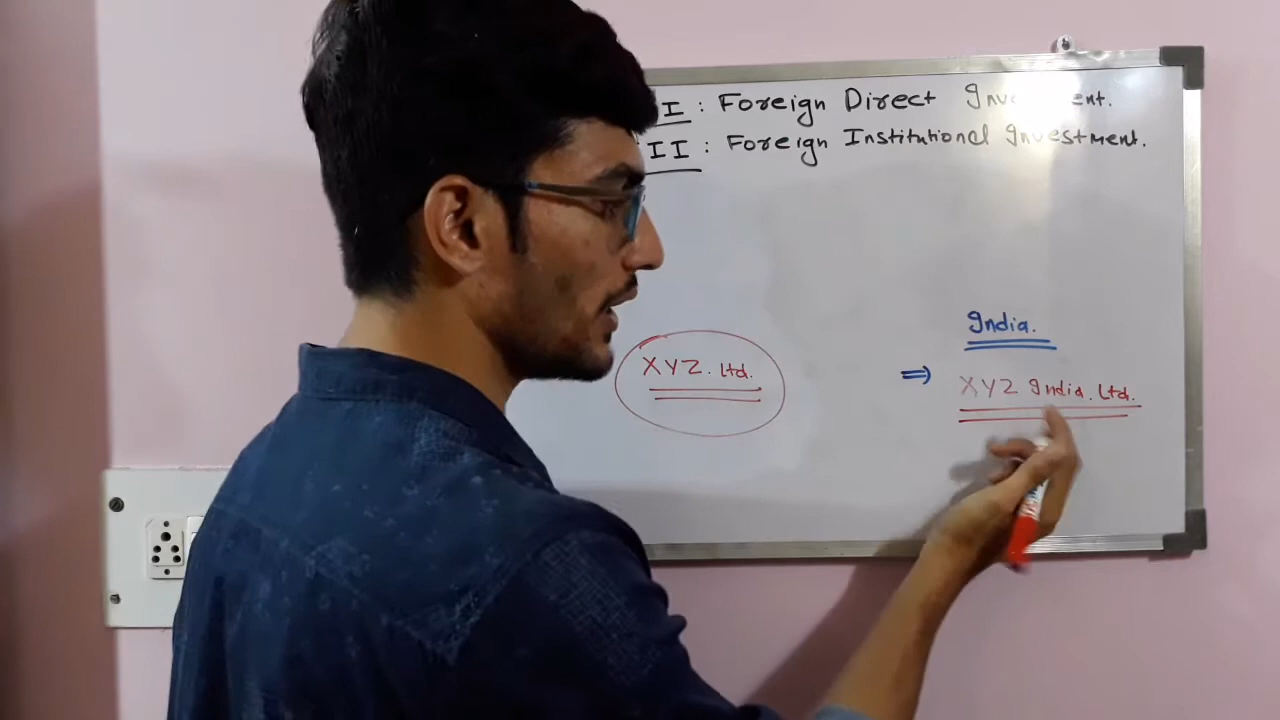 I : Foreign Direct
II : Foreign Institutional Investment.
India.
XYZ. Ltd. ⇒ XYZ India. Ltd.